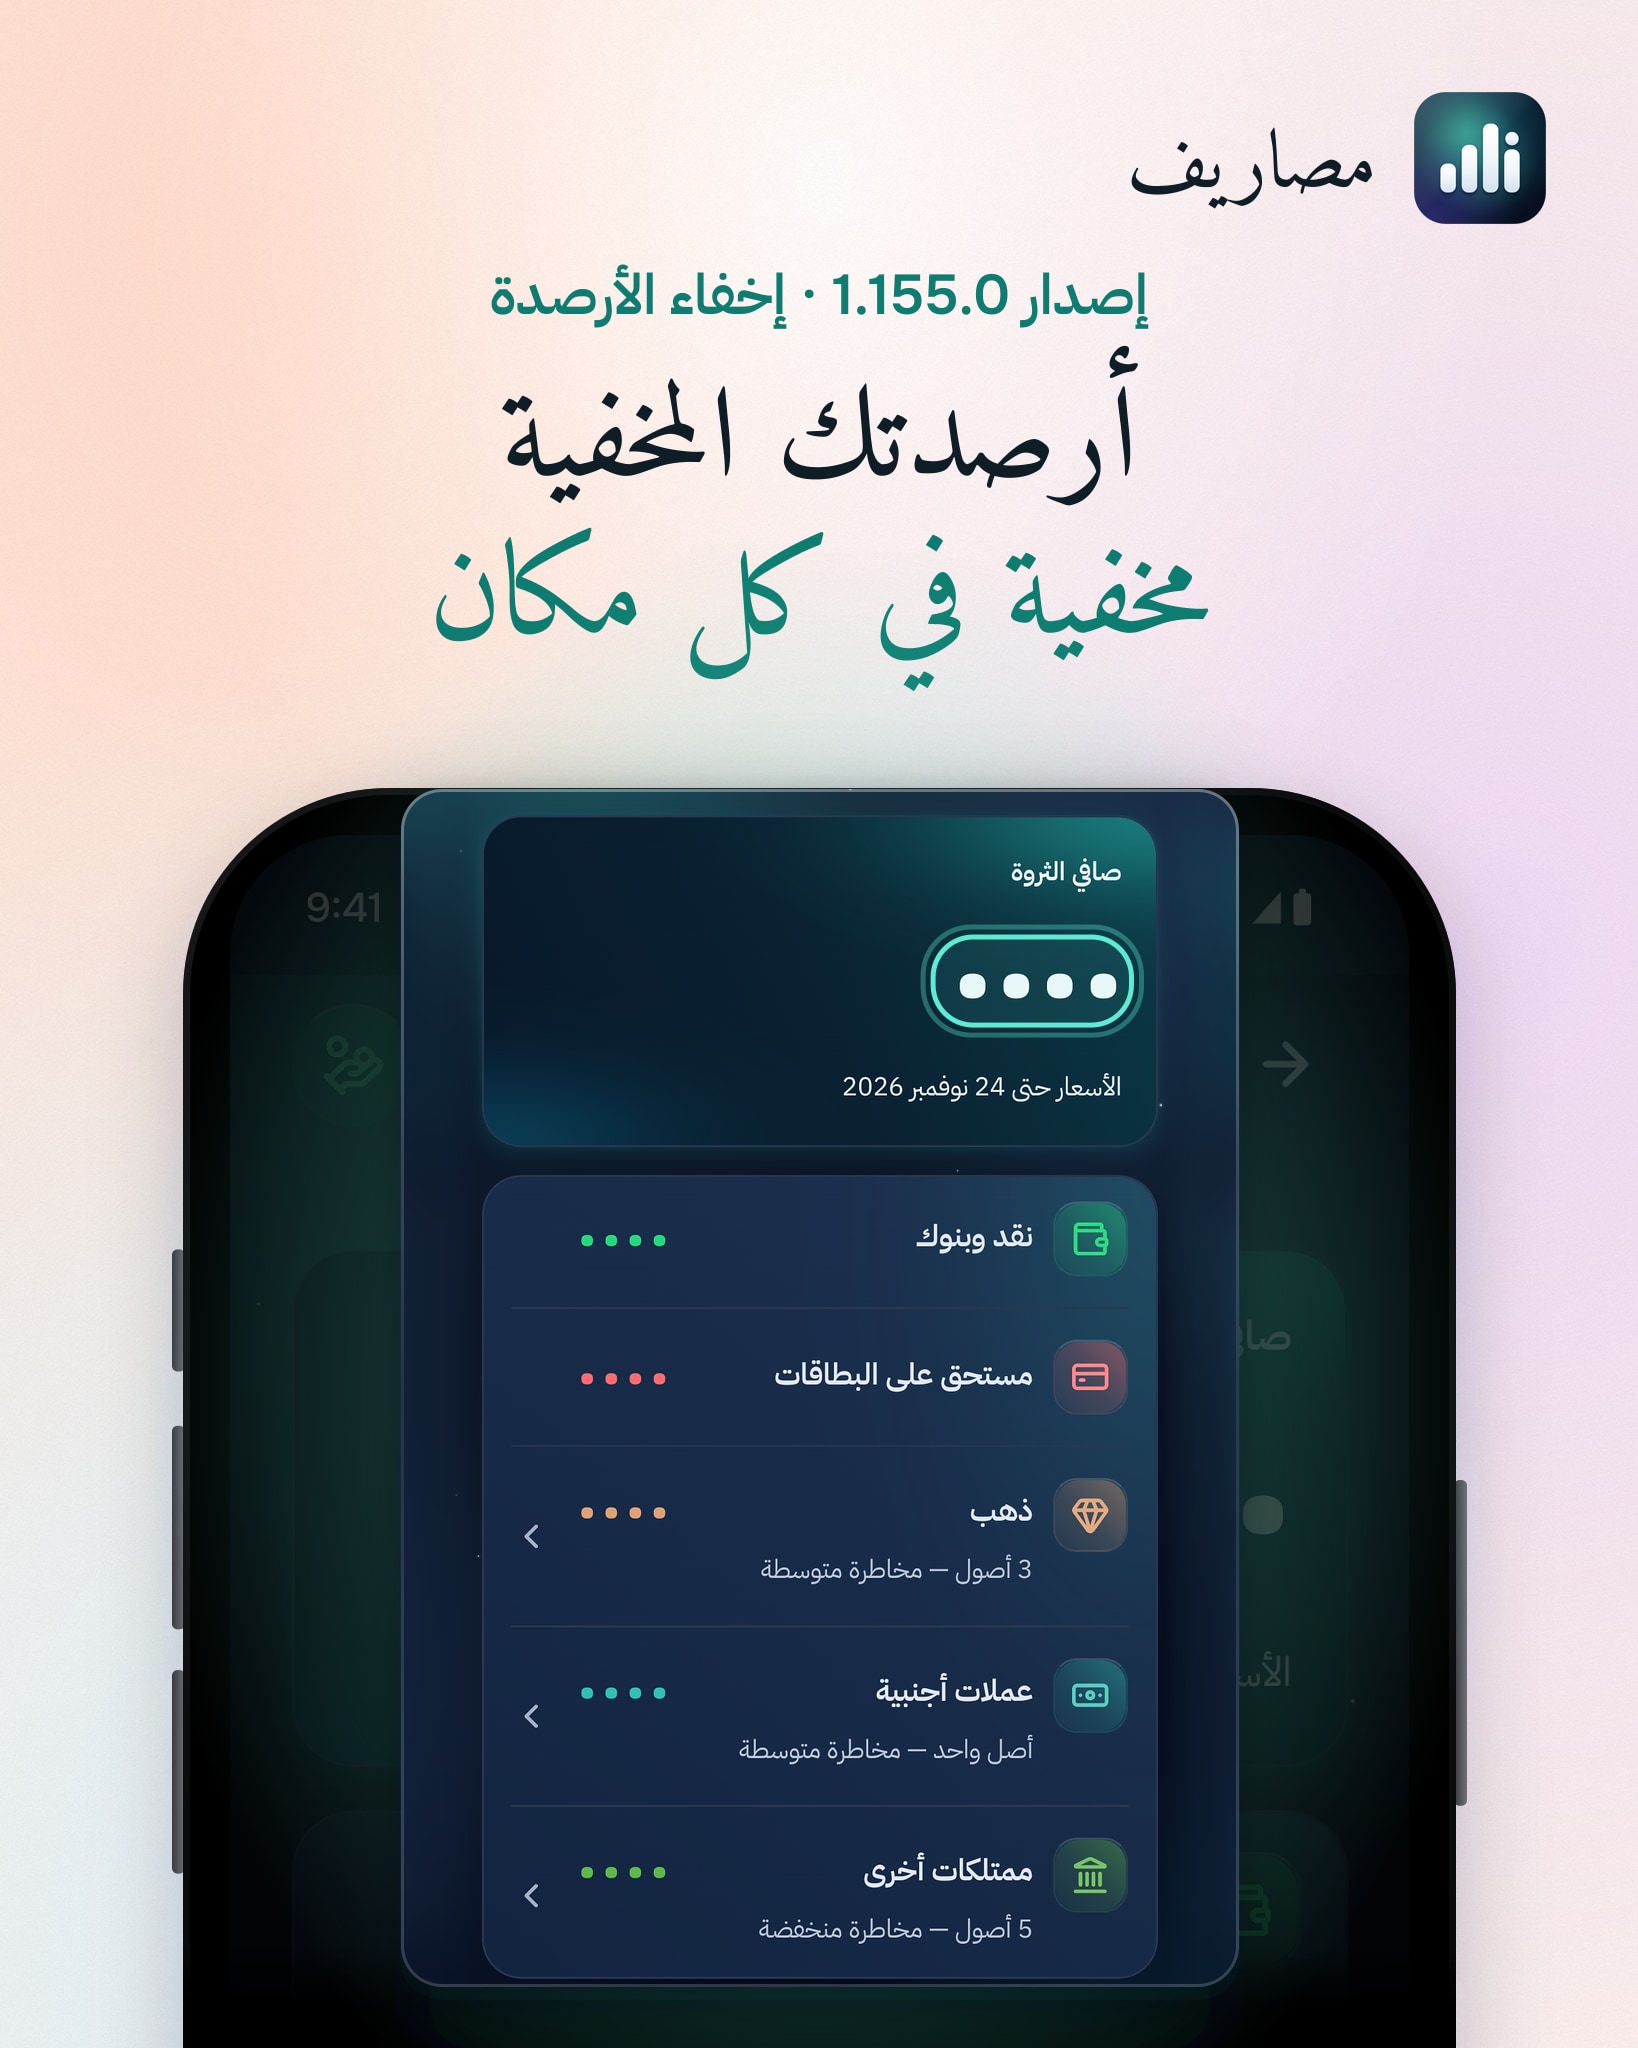 مصاريف
إصدار 1.155.0 · إخفاء الأرصدة
أرصدتك المخفية
مخفية في كل مكان
9:41
صافي الثروة
الأسعار حتى 24 نوفمبر 2026
نقد وبنوك
مستحق على البطاقات
ذهب
3 أصول — مخاطرة متوسطة
عملات أجنبية
أصل واحد — مخاطرة متوسطة
ممتلكات أخرى
5 أصول — مخاطرة منخفضة